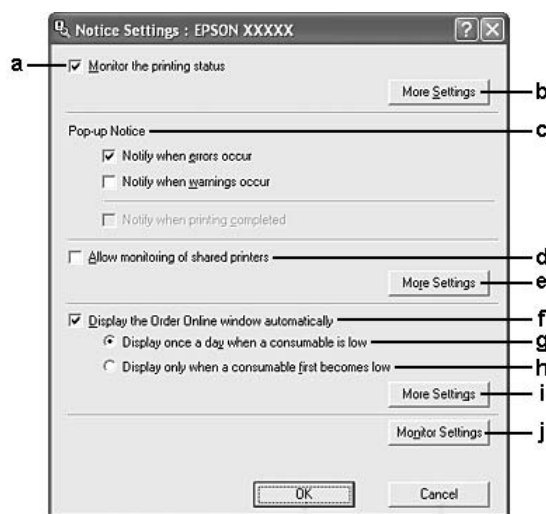 Notice Settings : EPSON XXXXX
a
Monitor the printing status
More Settings
b
Pop-up Notice
c
Notify when errors occur
Notify when warnings occur
Notify when printing completed
Allow monitoring of shared printers
d
More Settings
e
Display the Order Online window automatically
f
Display once a day when a consumable is low
g
Display only when a consumable first becomes low
h
More Settings
i
Monitor Settings
j
OK
Cancel